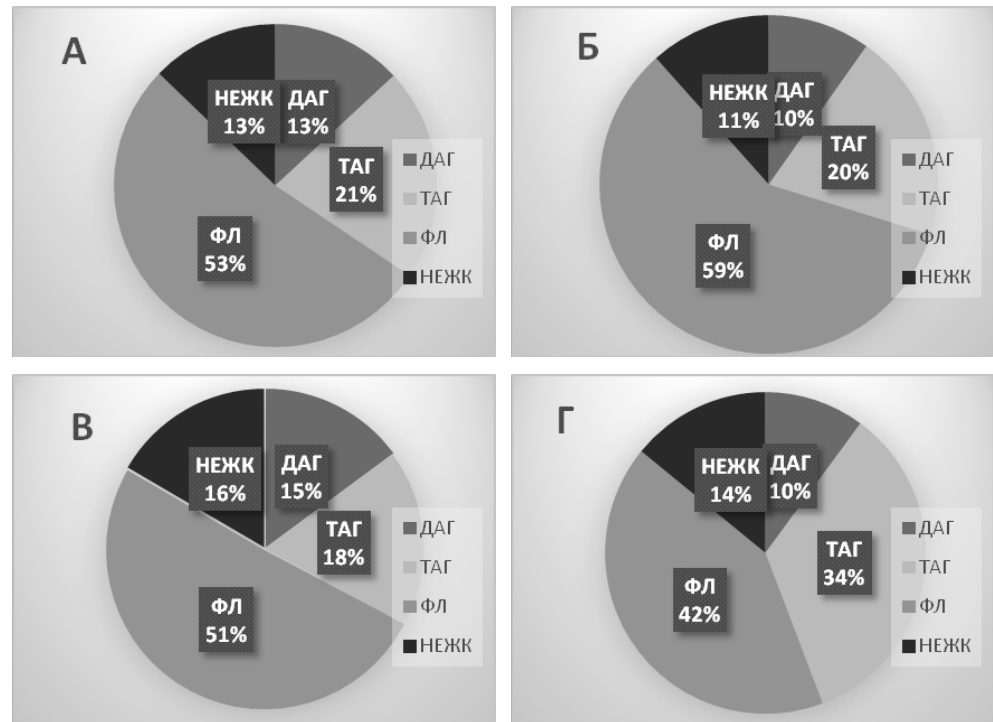 А
НЕЖК
13%
ДАГ
13%
ТАГ
21%
ФЛ
53%
ДАГ
ТАГ
ФЛ
НЕЖК
Б
НЕЖК
11%
ДАГ
10%
ТАГ
20%
ФЛ
59%
ДАГ
ТАГ
ФЛ
НЕЖК
В
НЕЖК
16%
ДАГ
15%
ТАГ
18%
ФЛ
51%
ДАГ
ТАГ
ФЛ
НЕЖК
Г
НЕЖК
14%
ДАГ
10%
ТАГ
34%
ФЛ
42%
ДАГ
ТАГ
ФЛ
НЕЖК